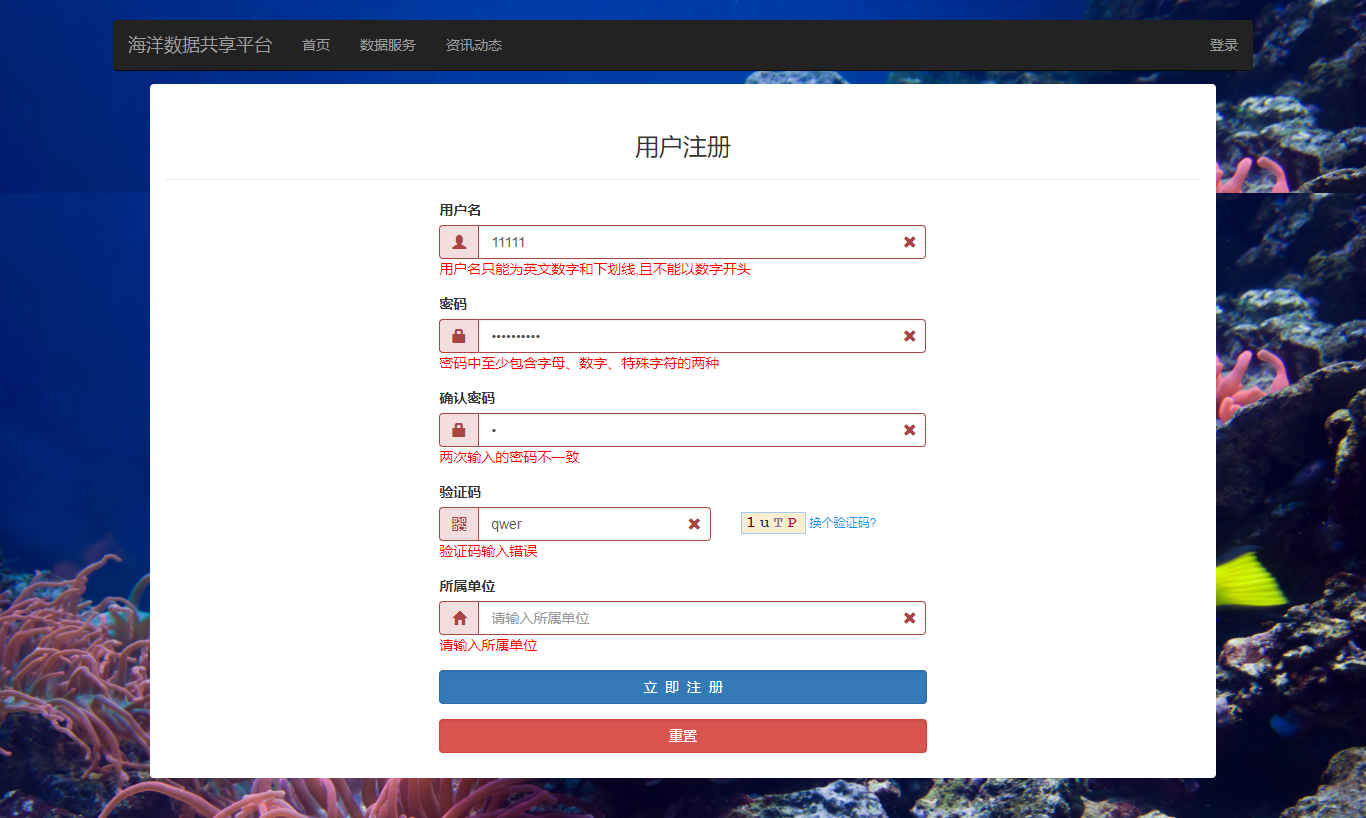 海洋数据共享平台 首页 数据服务 资讯动态 登录
用户注册
用户名
11111
用户名只能为英文数字和下划线,且不能以数字开头
密码
••••••••••
密码中至少包含字母、数字、特殊字符的两种
确认密码
•
两次输入的密码不一致
验证码
qwer 1uTP 换个验证码?
验证码输入错误
所属单位
请输入所属单位
请输入所属单位
立 即 注 册
重置